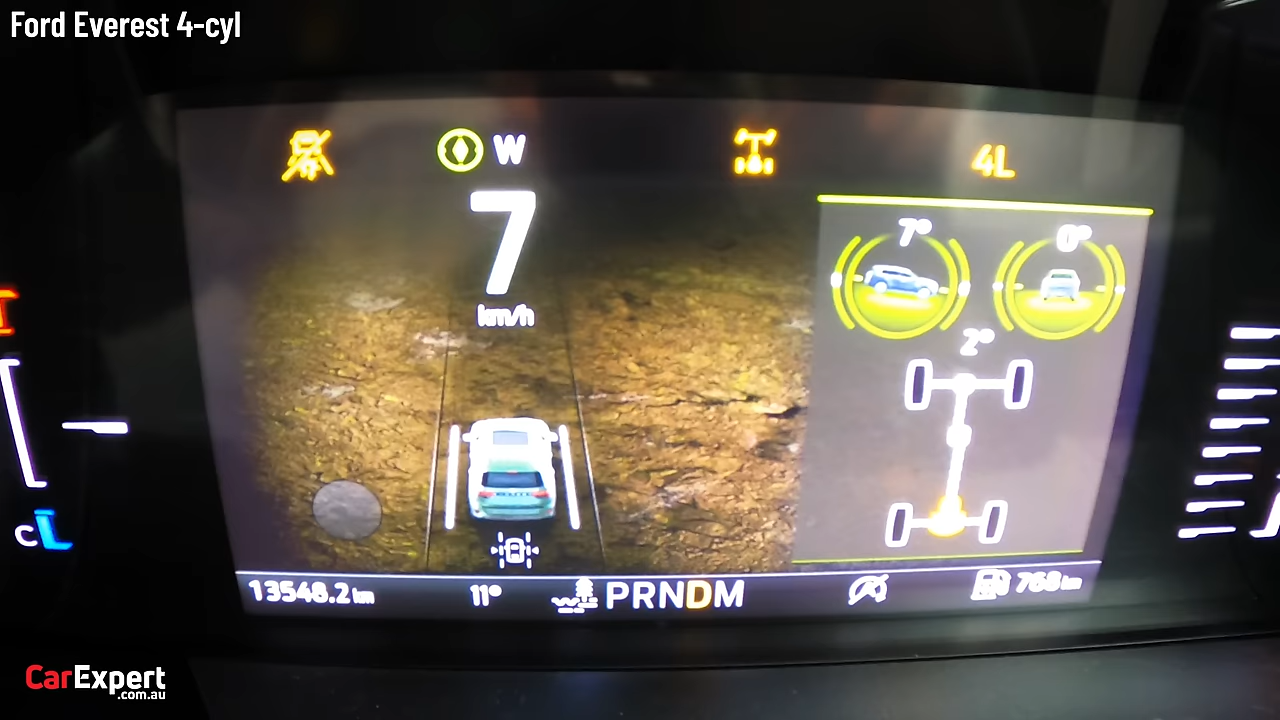 Ford Everest 4-cyl
W
4L
7
km/h
7°
0°
2°
C
13548.2 km
11°
PRNDM
768 km
CarExpert
.com.au